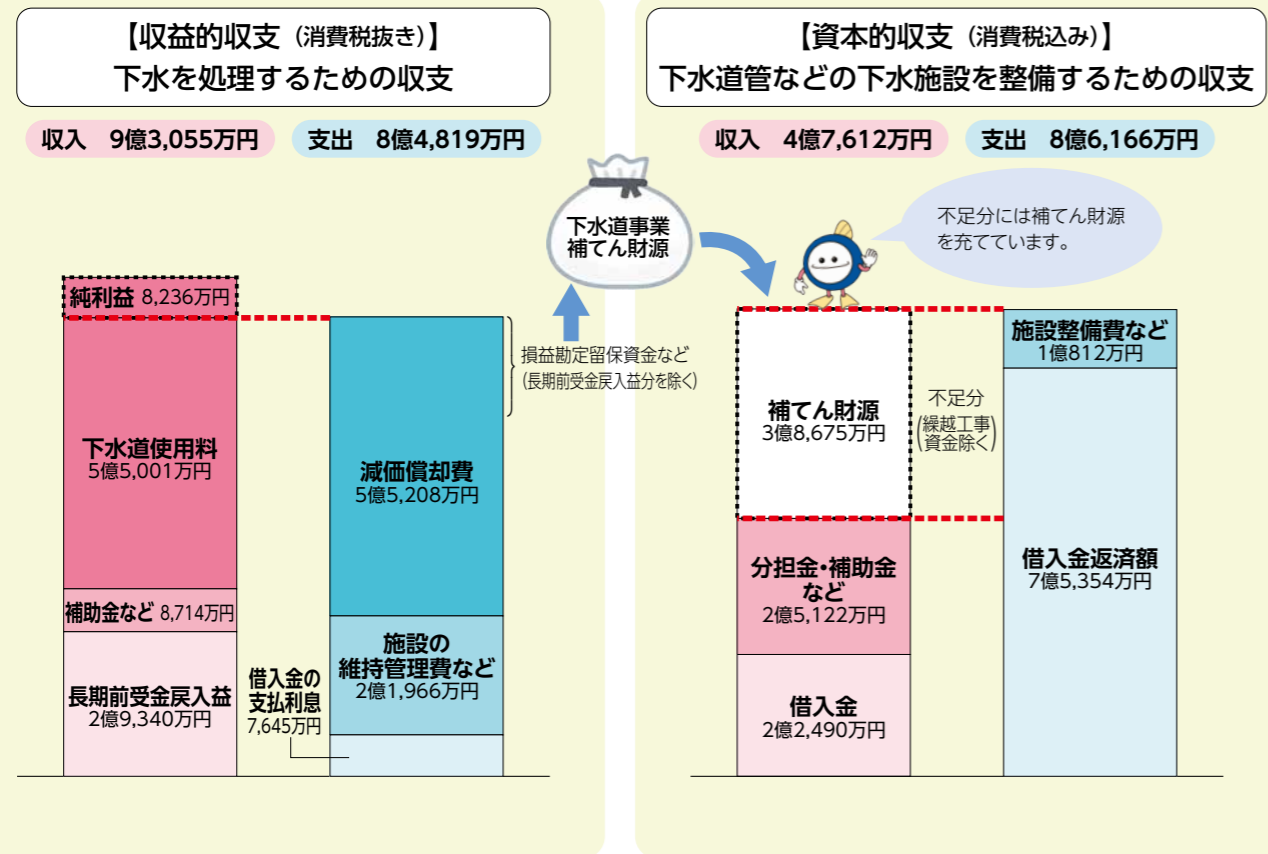 【収益的収支（消費税抜き）】
下水を処理するための収支
収入 9億3,055万円
支出 8億4,819万円
純利益 8,236万円
下水道使用料
5億5,001万円
補助金など 8,714万円
長期前受金戻入益
2億9,340万円
借入金の
支払利息
7,645万円
減価償却費
5億5,208万円
施設の
維持管理費など
2億1,966万円
損益勘定留保資金など
(長期前受金戻入益分を除く)
下水道事業
補てん財源
【資本的収支（消費税込み）】
下水道管などの下水施設を整備するための収支
収入 4億7,612万円
支出 8億6,166万円
不足分には補てん財源
を充てています。
補てん財源
3億8,675万円
不足分
(繰越工事
資金除く)
分担金・補助金
など
2億5,122万円
借入金
2億2,490万円
施設整備費など
1億812万円
借入金返済額
7億5,354万円